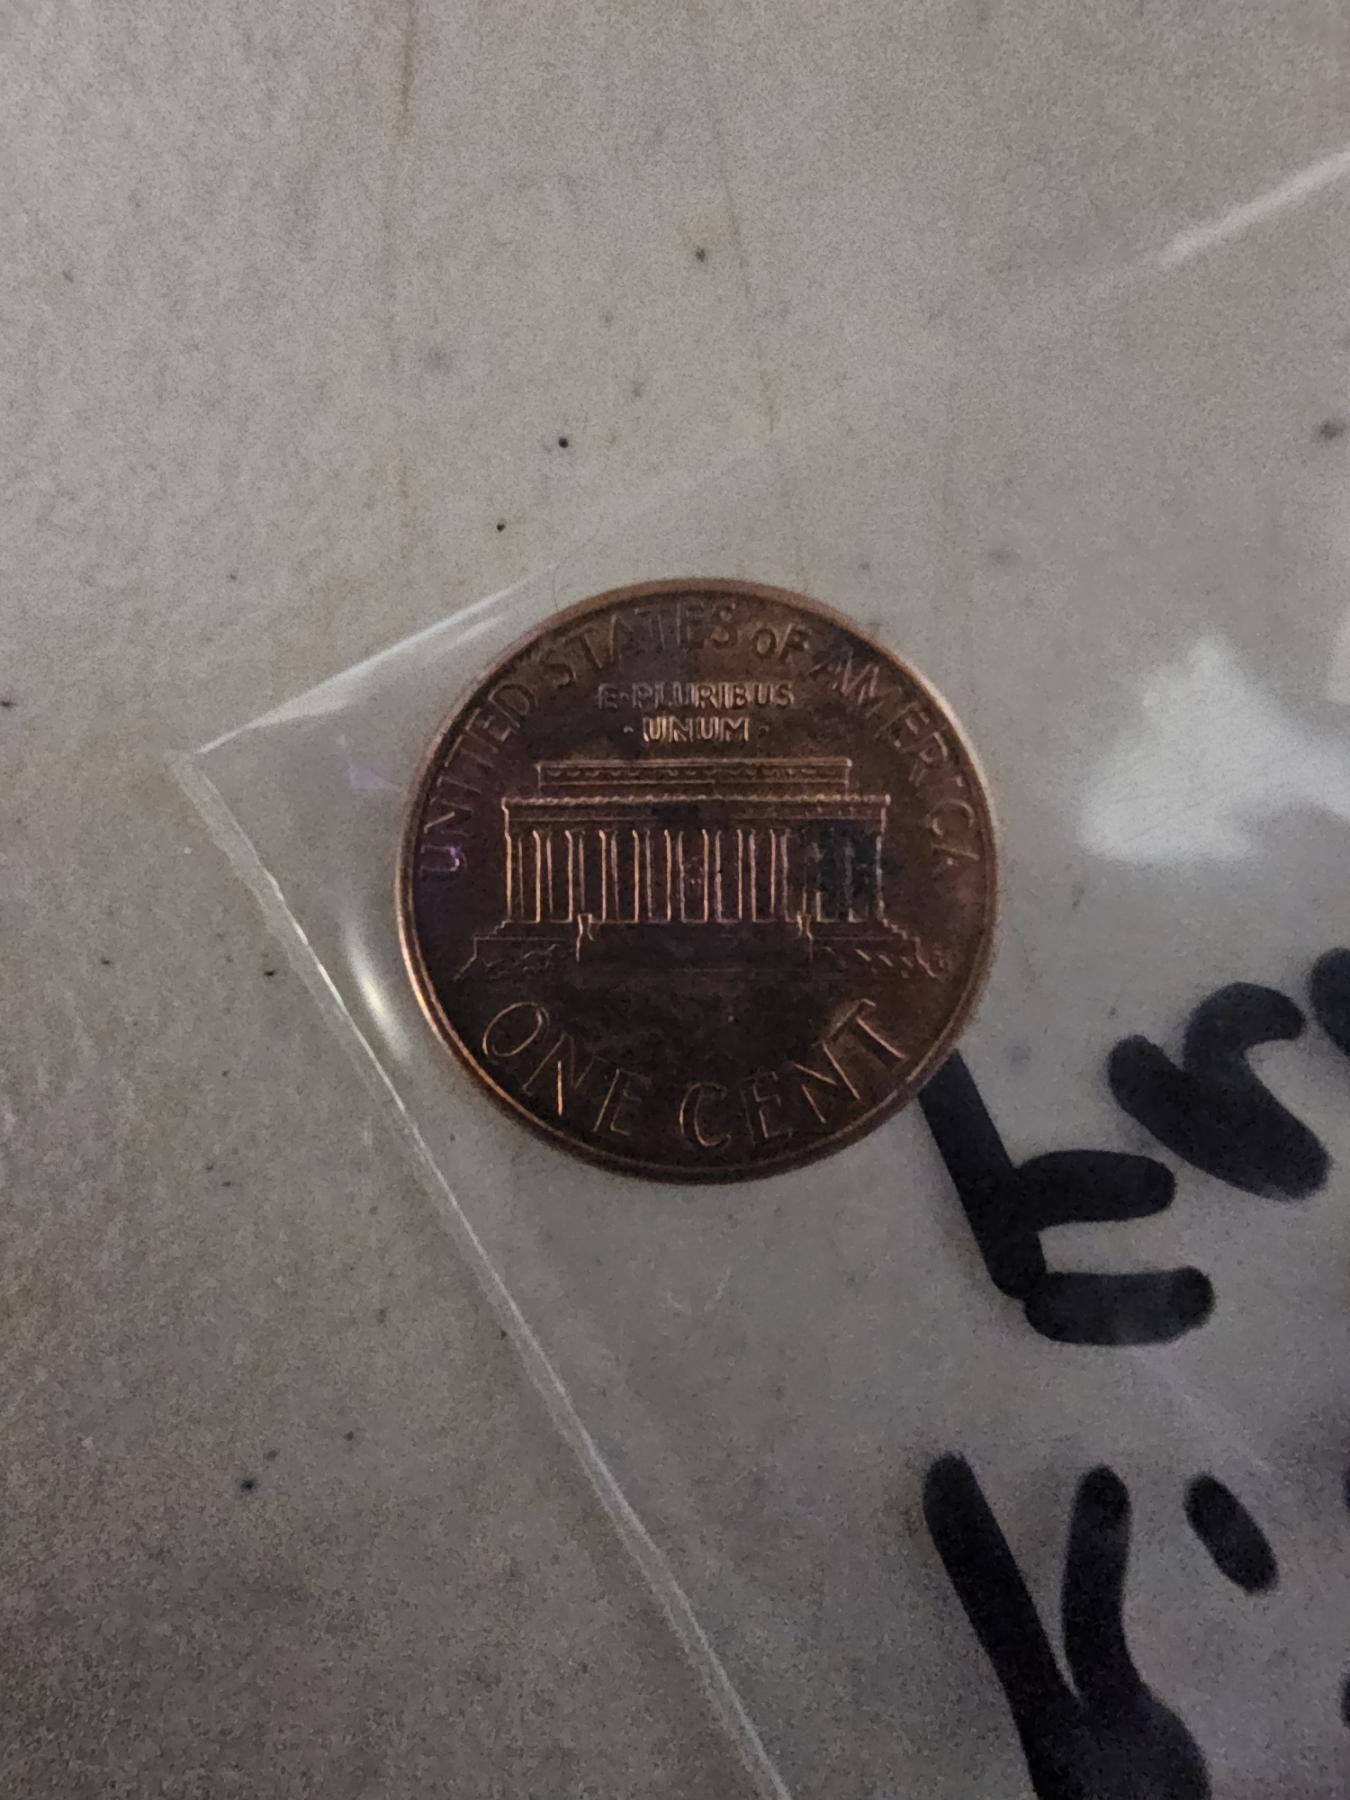 UNITED STATES OF AMERICA
E·PLURIBUS
·UNUM·
ONE CENT